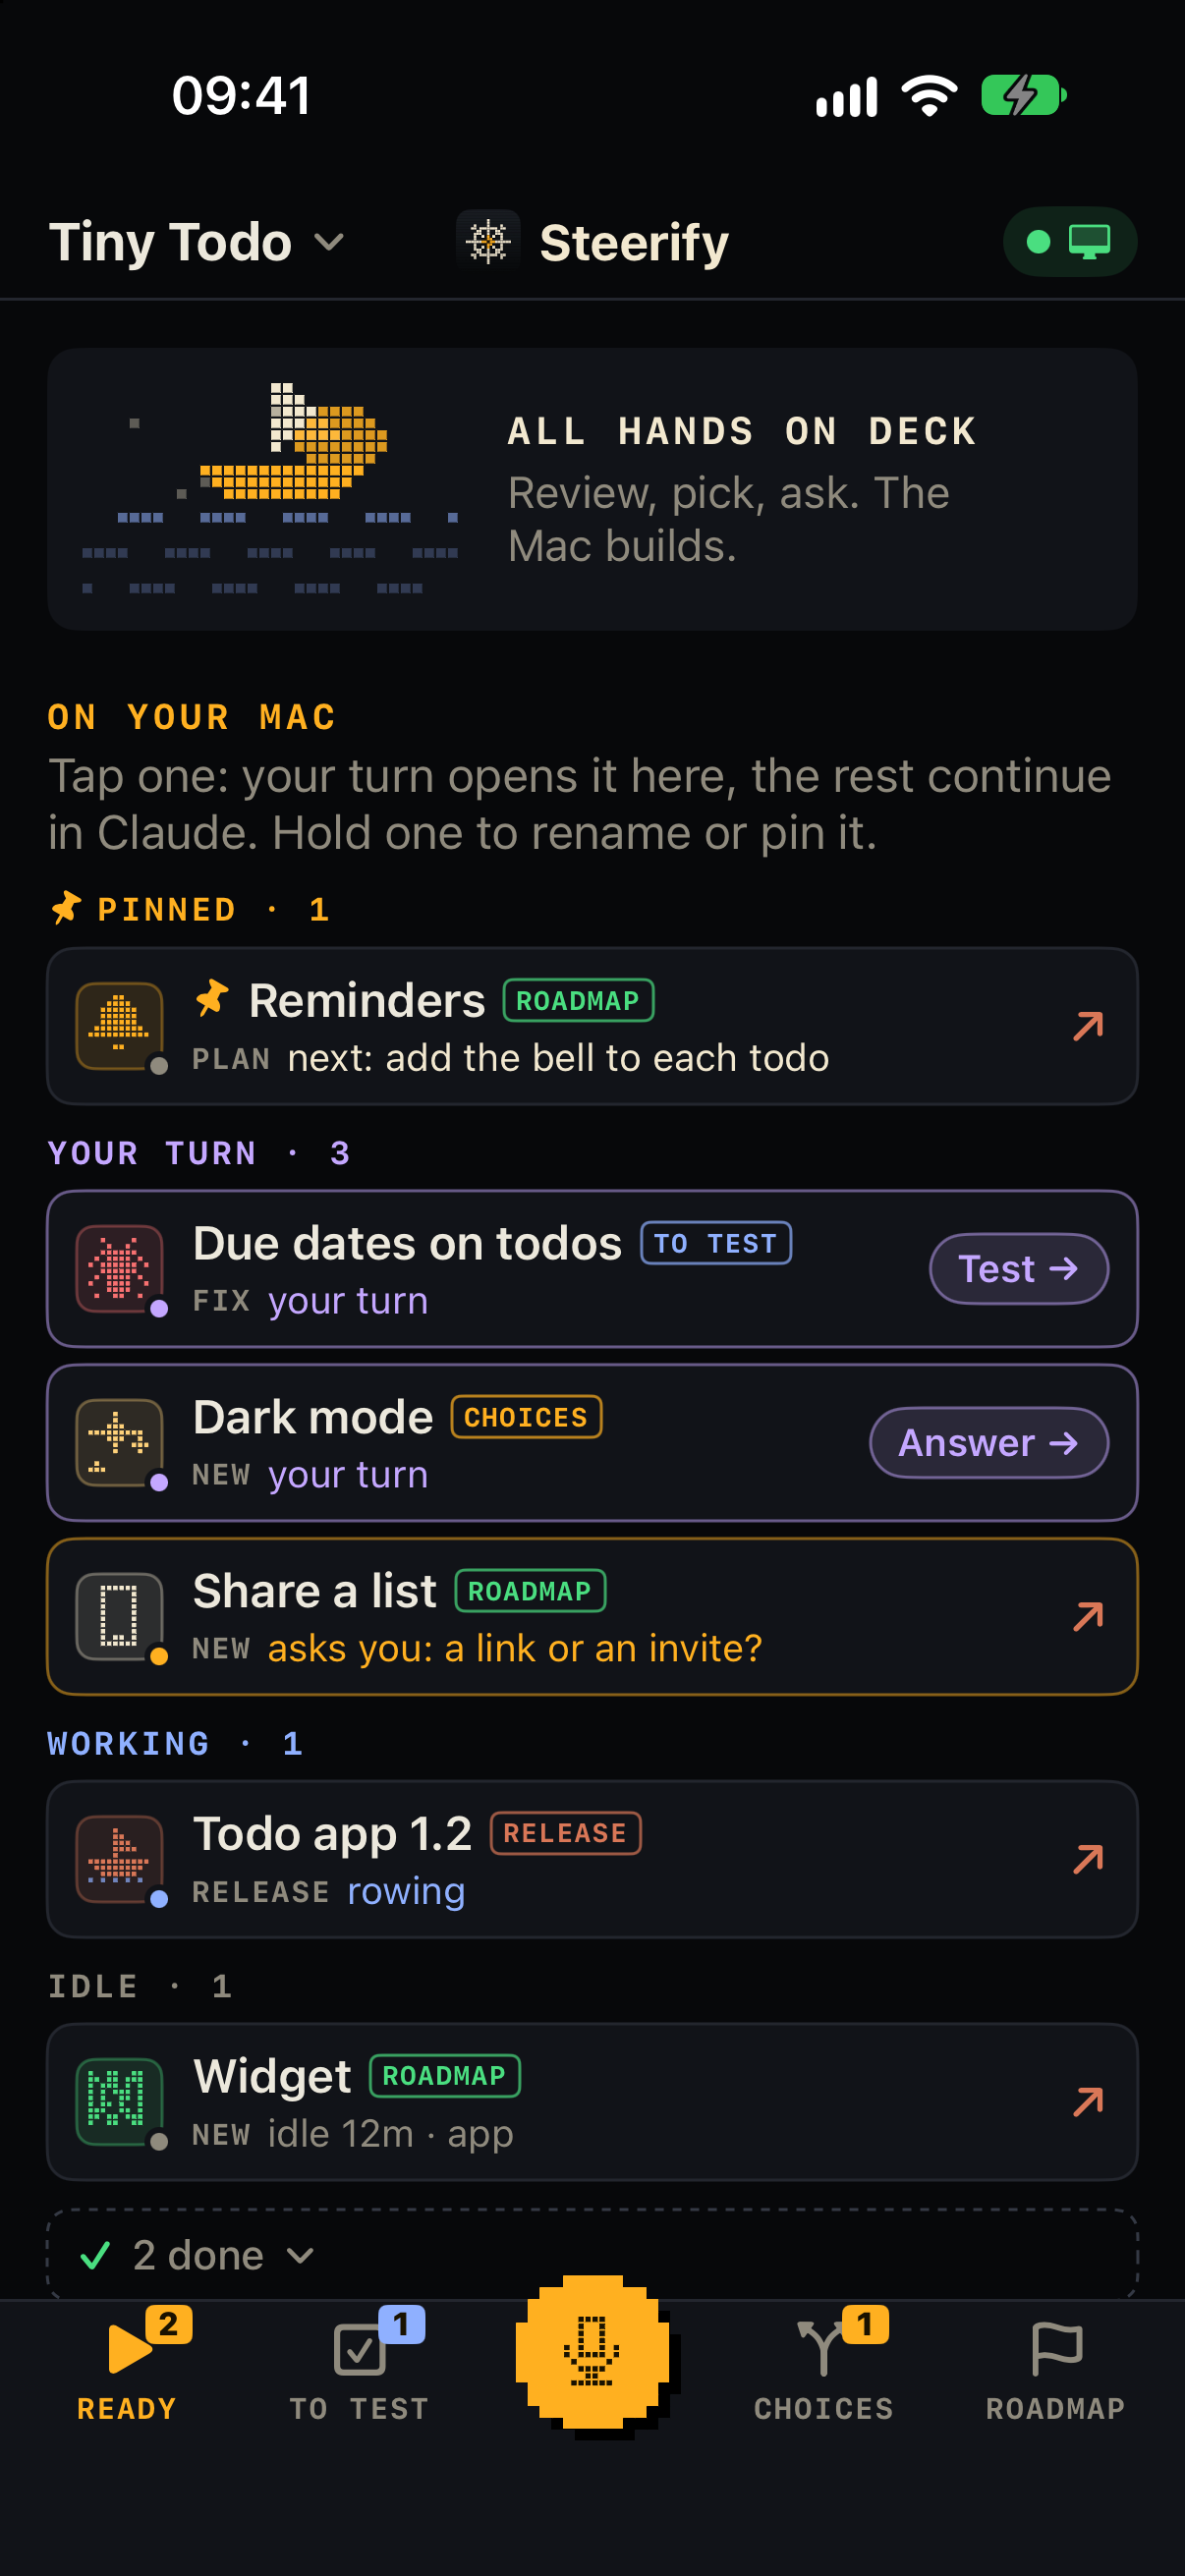 09:41
Tiny Todo
Steerify
ALL HANDS ON DECK
Review, pick, ask. The
Mac builds.
ON YOUR MAC
Tap one: your turn opens it here, the rest continue
in Claude. Hold one to rename or pin it.
PINNED · 1
Reminders ROADMAP
PLAN next: add the bell to each todo
YOUR TURN · 3
Due dates on todos TO TEST
FIX your turn
Test →
Dark mode CHOICES
NEW your turn
Answer →
Share a list ROADMAP
NEW asks you: a link or an invite?
WORKING · 1
Todo app 1.2 RELEASE
RELEASE rowing
IDLE · 1
Widget ROADMAP
NEW idle 12m · app
2 done
2
READY
1
TO TEST
1
CHOICES
ROADMAP